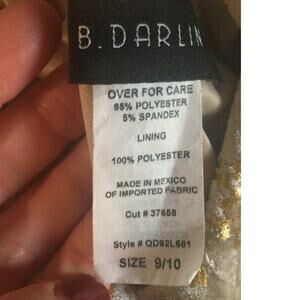 B. DARLIN
OVER FOR CARE
95% POLYESTER
5% SPANDEX
LINING
100% POLYESTER
MADE IN MEXICO
OF IMPORTED FABRIC
Cut # 37658
Style # QD92L681
SIZE 9/10